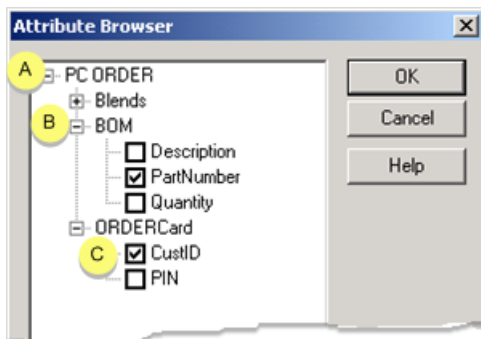 Attribute Browser
A PC ORDER
Blends
B BOM
Description
PartNumber
Quantity
ORDERCard
C CustID
PIN
OK
Cancel
Help